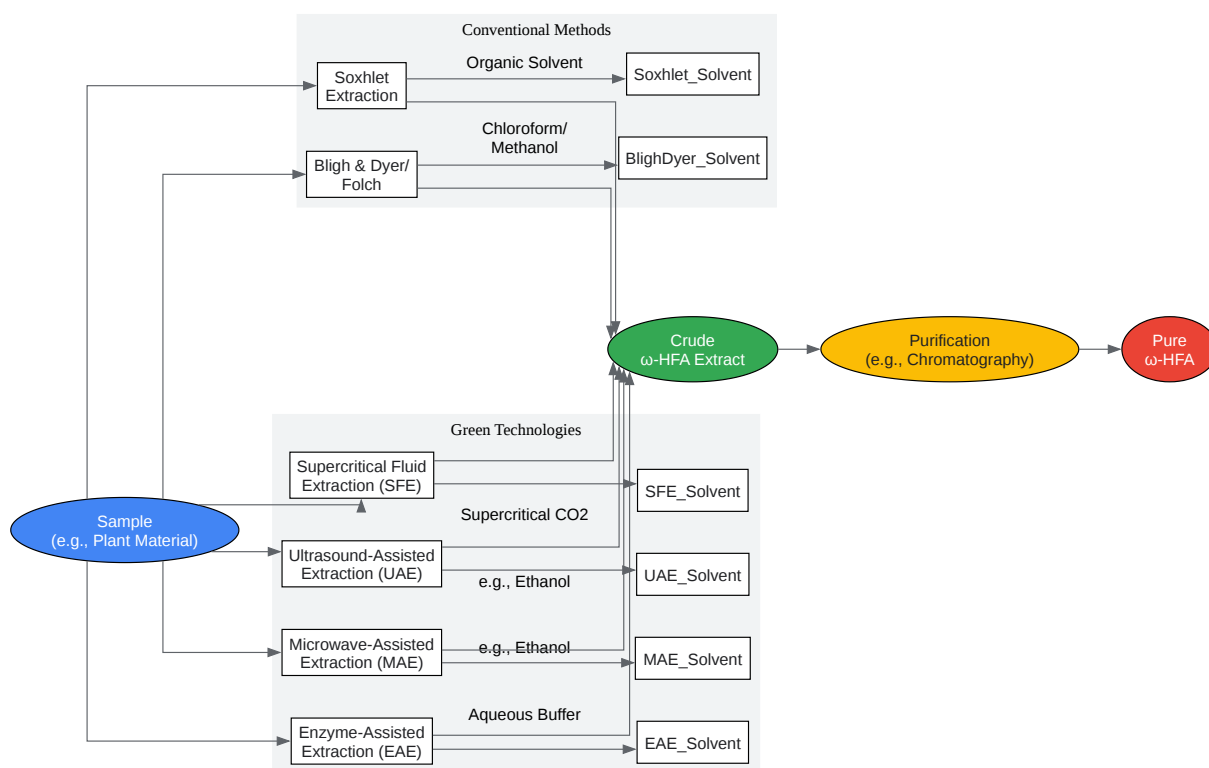 Conventional Methods
Organic Solvent
Soxhlet
Extraction
Soxhlet_Solvent
Chloroform/
Methanol
Bligh & Dyer/
Folch
BlighDyer_Solvent
Crude
ω-HFA Extract
Purification
(e.g., Chromatography)
Pure
ω-HFA
Green Technologies
Supercritical Fluid
Extraction (SFE)
SFE_Solvent
Sample
(e.g., Plant Material)
Supercritical CO2
Ultrasound-Assisted
Extraction (UAE)
e.g., Ethanol
UAE_Solvent
Microwave-Assisted
Extraction (MAE)
e.g., Ethanol
MAE_Solvent
Aqueous Buffer
Enzyme-Assisted
Extraction (EAE)
EAE_Solvent